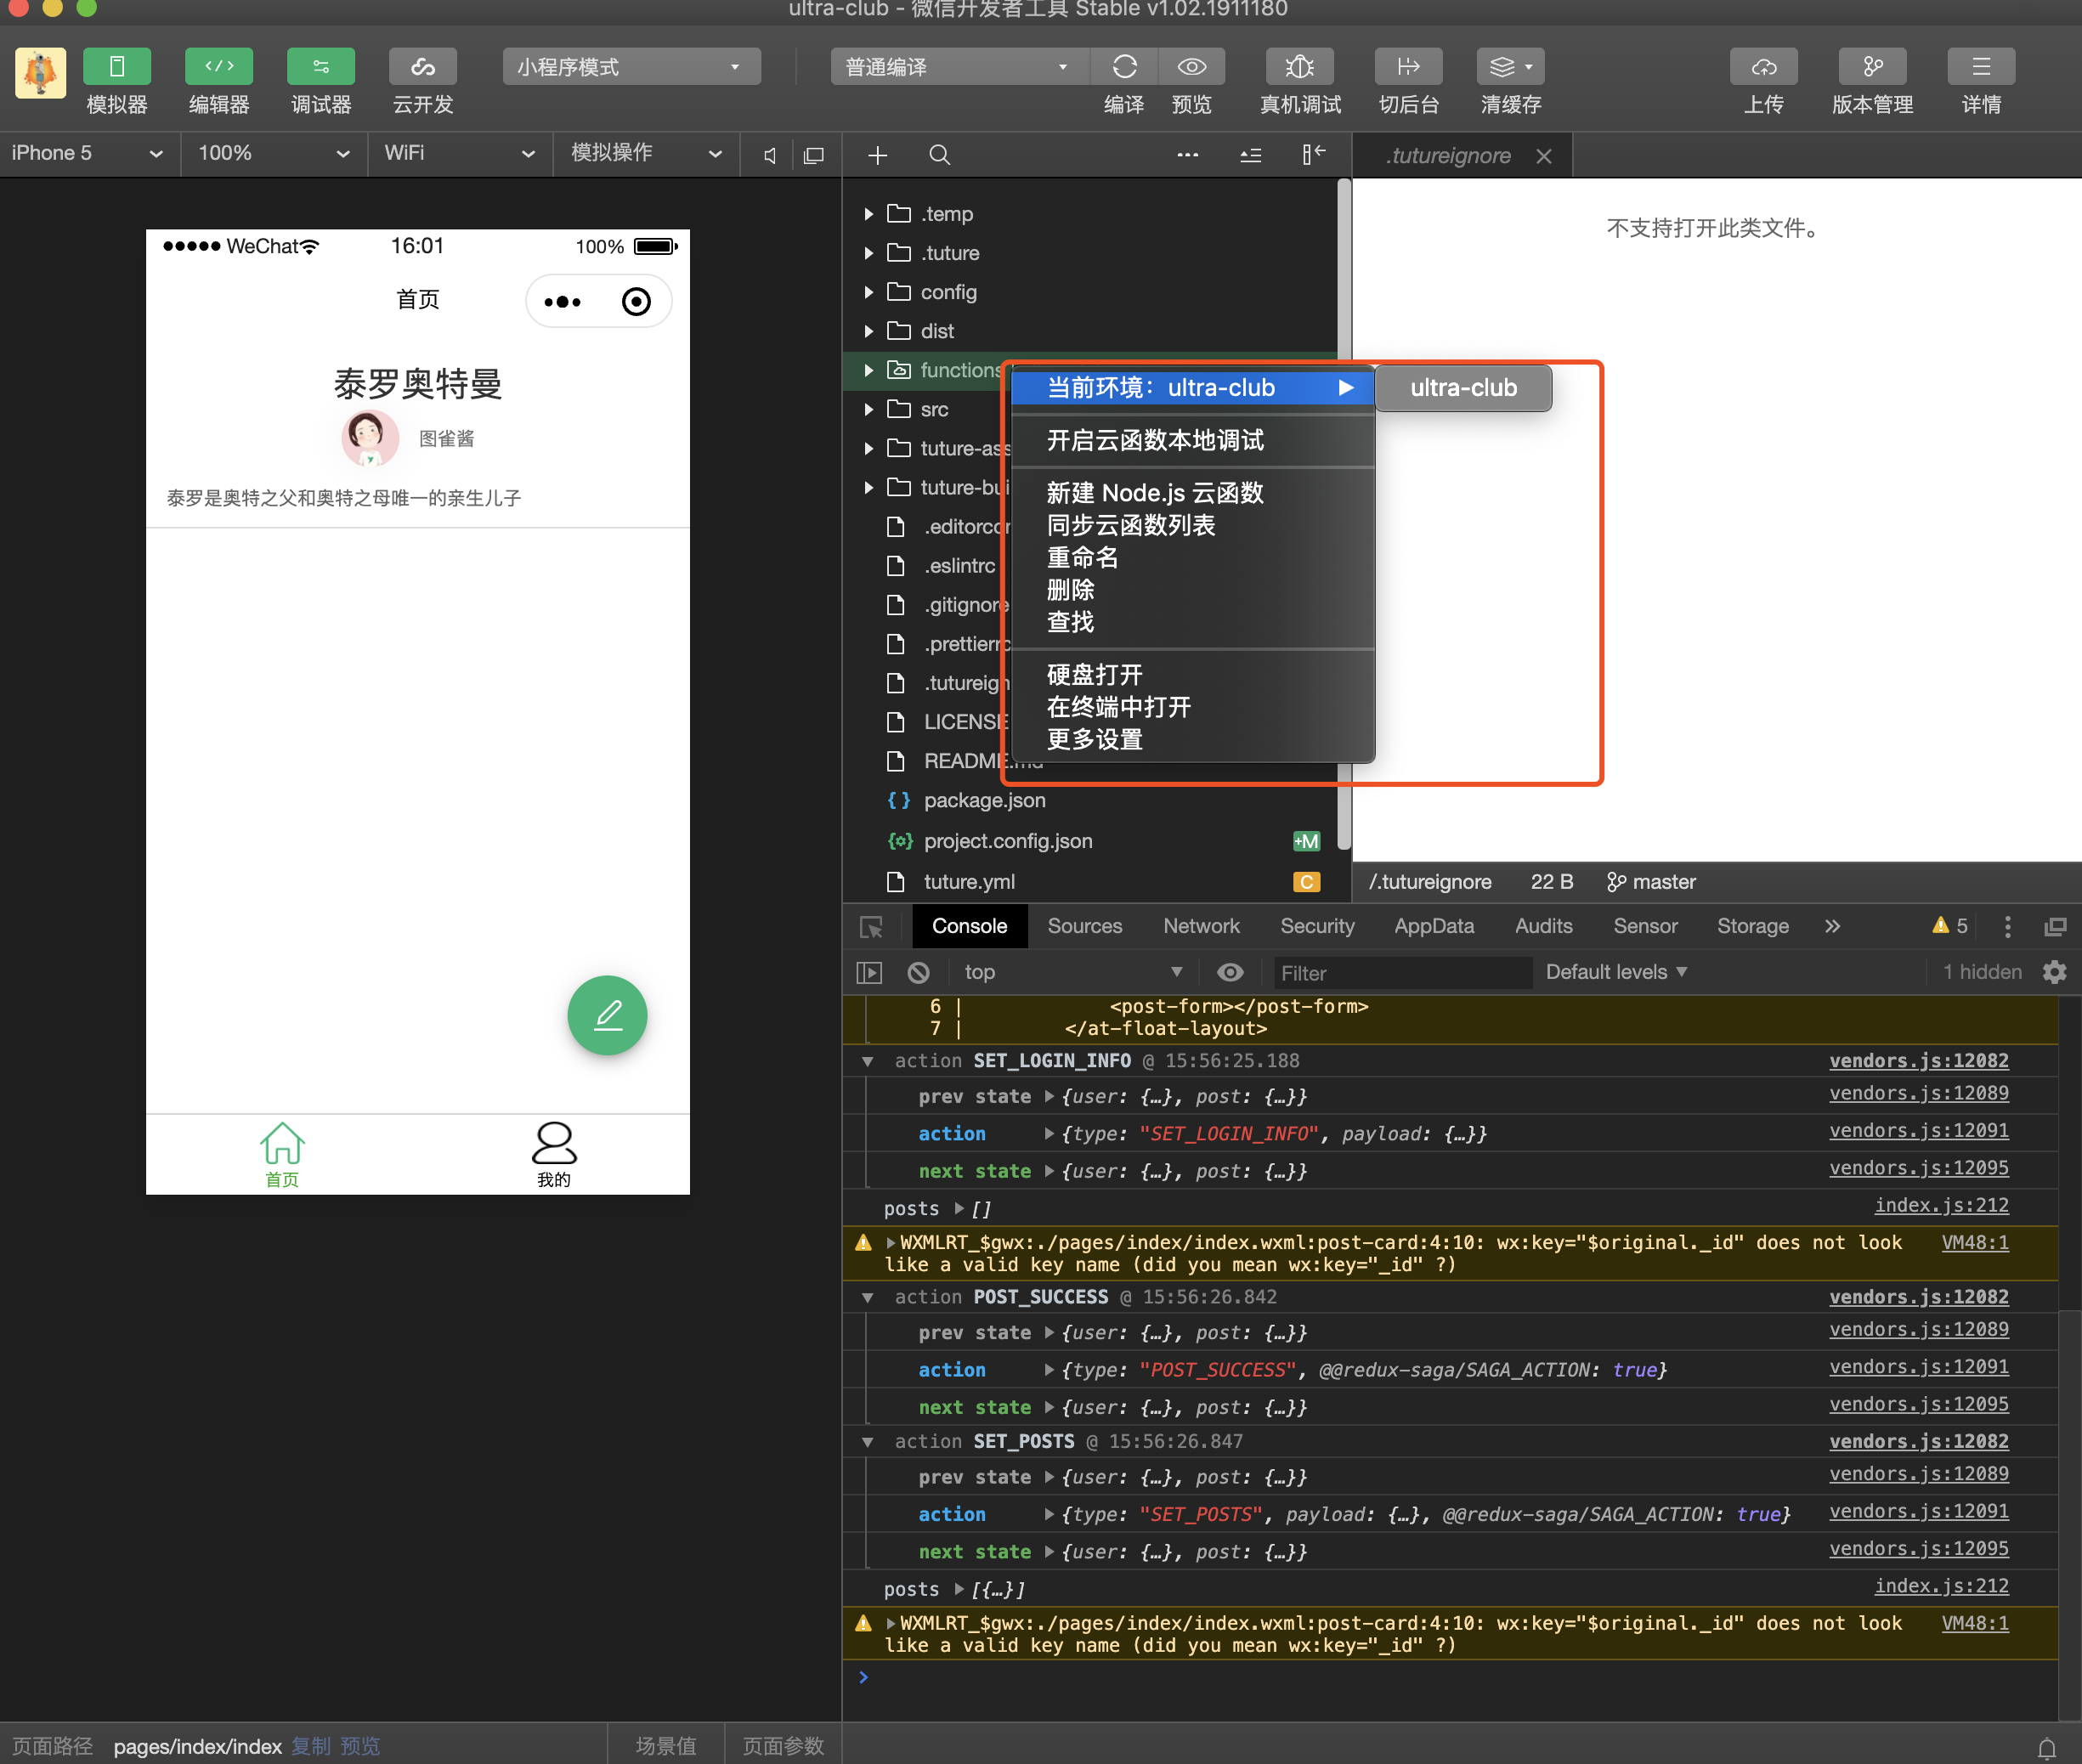 ultra-club - 微信开发者工具 Stable v1.02.1911180
模拟器 编辑器 调试器 云开发 小程序模式 普通编译 编译 预览 真机调试 切后台 清缓存 上传 版本管理 详情
iPhone 5 100% WiFi 模拟操作
.tutureignore
WeChat 16:01 100%
首页
泰罗奥特曼
图雀酱
泰罗是奥特之父和奥特之母唯一的亲生儿子
首页 我的
.temp
.tuture
config
dist
functions
src
tuture-ass
tuture-bui
.editorcor
.eslintrc
.gitignore
.prettierrc
.tutureign
LICENSE
README.md
package.json
project.config.json +M
tuture.yml C
当前环境：ultra-club
ultra-club
开启云函数本地调试
新建 Node.js 云函数
同步云函数列表
重命名
删除
查找
硬盘打开
在终端中打开
更多设置
不支持打开此类文件。
/.tutureignore 22 B master
Console Sources Network Security AppData Audits Sensor Storage 5
top Filter Default levels 1 hidden
6 | <post-form></post-form>
7 | </at-float-layout>
action SET_LOGIN_INFO @ 15:56:25.188 vendors.js:12082
prev state {user: {…}, post: {…}} vendors.js:12089
action {type: "SET_LOGIN_INFO", payload: {…}} vendors.js:12091
next state {user: {…}, post: {…}} vendors.js:12095
posts [] index.js:212
WXMLRT_$gwx:./pages/index/index.wxml:post-card:4:10: wx:key="$original._id" does not look VM48:1
like a valid key name (did you mean wx:key="_id" ?)
action POST_SUCCESS @ 15:56:26.842 vendors.js:12082
prev state {user: {…}, post: {…}} vendors.js:12089
action {type: "POST_SUCCESS", @@redux-saga/SAGA_ACTION: true} vendors.js:12091
next state {user: {…}, post: {…}} vendors.js:12095
action SET_POSTS @ 15:56:26.847 vendors.js:12082
prev state {user: {…}, post: {…}} vendors.js:12089
action {type: "SET_POSTS", payload: {…}, @@redux-saga/SAGA_ACTION: true} vendors.js:12091
next state {user: {…}, post: {…}} vendors.js:12095
posts [{…}] index.js:212
WXMLRT_$gwx:./pages/index/index.wxml:post-card:4:10: wx:key="$original._id" does not look VM48:1
like a valid key name (did you mean wx:key="_id" ?)
页面路径 pages/index/index 复制 预览 场景值 页面参数